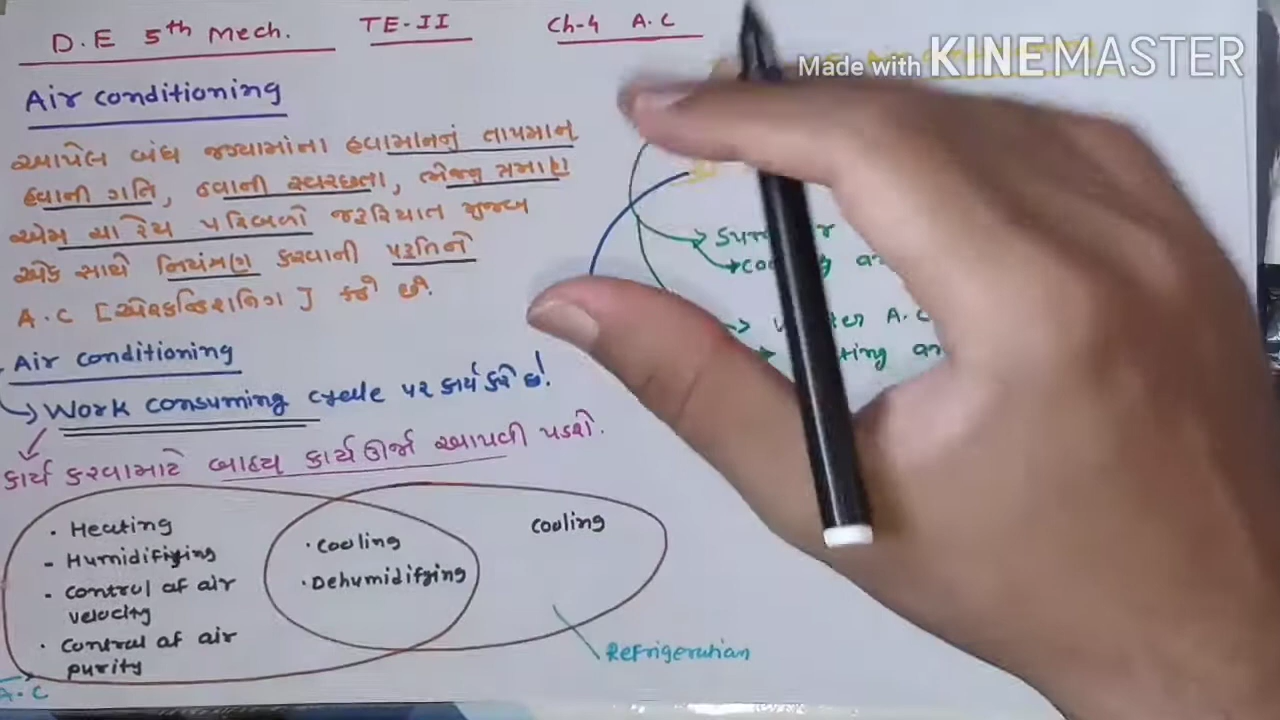 D.E 5th Mech. TE-II Ch-4 A.C
Made with KINEMASTER
Air conditioning
આપેલ બંધ જગ્યામાંના હવામાનનું તાપમાન
હવાની ગતિ, હવાની સ્વચ્છતા, ભેજનુ પ્રમાણ
એમ ચારેય પરિબળો જરૂરિયાત મુજબ
એક સાથે નિયંત્રણ કરવાની પદ્ધતિને
A.C [એરકન્ડિશનિંગ] કહે છે.
Air conditioning
Work consuming cycle પર કાર્ય કરે છે!
કાર્ય કરવામાટે બાહ્ય કાર્ય ઊર્જા આપવી પડશે.
· Heating
- Humidifying
- control of air
velocity
· control of air
purity
A.C
· Cooling
· Dehumidifying
Cooling
Refrigeration
A.C